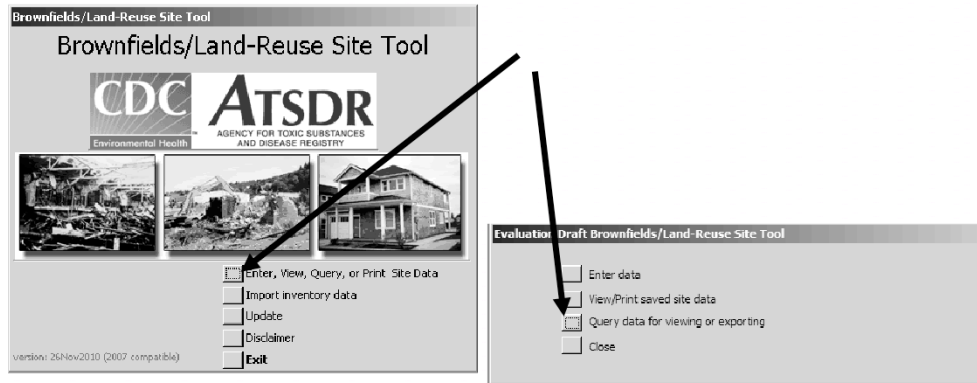 Brownfields/Land-Reuse Site Tool
Brownfields/Land-Reuse Site Tool
CDC
Environmental Health
ATSDR
AGENCY FOR TOXIC SUBSTANCES
AND DISEASE REGISTRY
Enter, View, Query, or Print Site Data
Import inventory data
Update
Disclaimer
Exit
version: 26Nov2010 (2007 compatible)
Evaluation Draft Brownfields/Land-Reuse Site Tool
Enter data
View/Print saved site data
Query data for viewing or exporting
Close